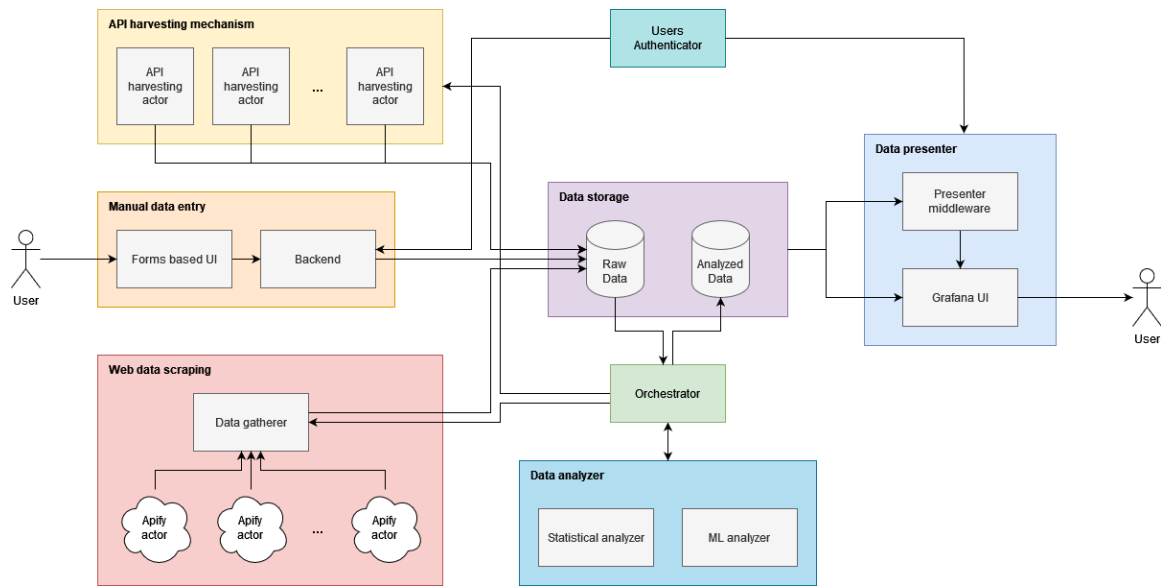 API harvesting mechanism
API
harvesting
actor
API
harvesting
actor
...
API
harvesting
actor
Users
Authenticator
Data presenter
Presenter
middleware
Grafana UI
Manual data entry
Forms based UI
Backend
User
Data storage
Raw
Data
Analyzed
Data
User
Web data scraping
Data gatherer
Apify
actor
Apify
actor
...
Apify
actor
Orchestrator
Data analyzer
Statistical analyzer
ML analyzer